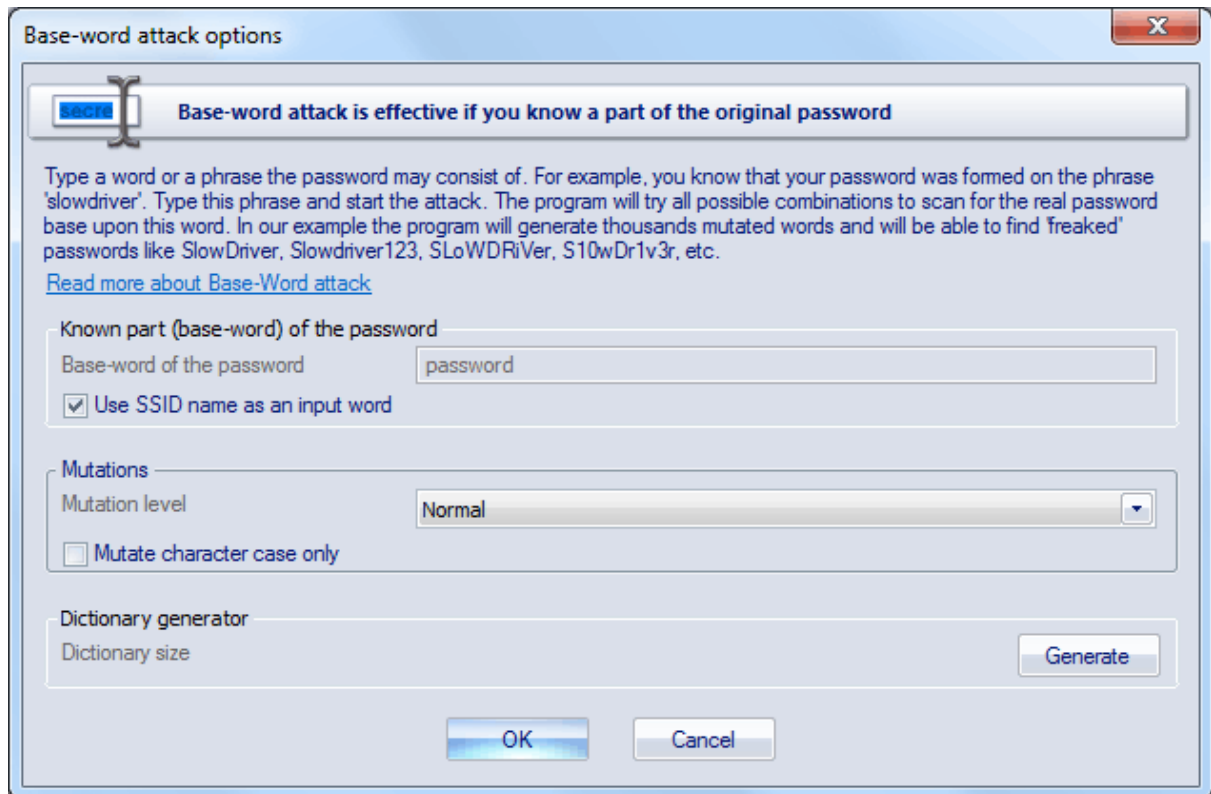 Base-word attack options
secre
Base-word attack is effective if you know a part of the original password
Type a word or a phrase the password may consist of. For example, you know that your password was formed on the phrase
'slowdriver'. Type this phrase and start the attack. The program will try all possible combinations to scan for the real password
base upon this word. In our example the program will generate thousands mutated words and will be able to find 'freaked'
passwords like SlowDriver, Slowdriver123, SLoWDRiVer, S10wDr1v3r, etc.
Read more about Base-Word attack
Known part (base-word) of the password
Base-word of the password
password
Use SSID name as an input word
Mutations
Mutation level
Normal
Mutate character case only
Dictionary generator
Dictionary size
Generate
OK
Cancel